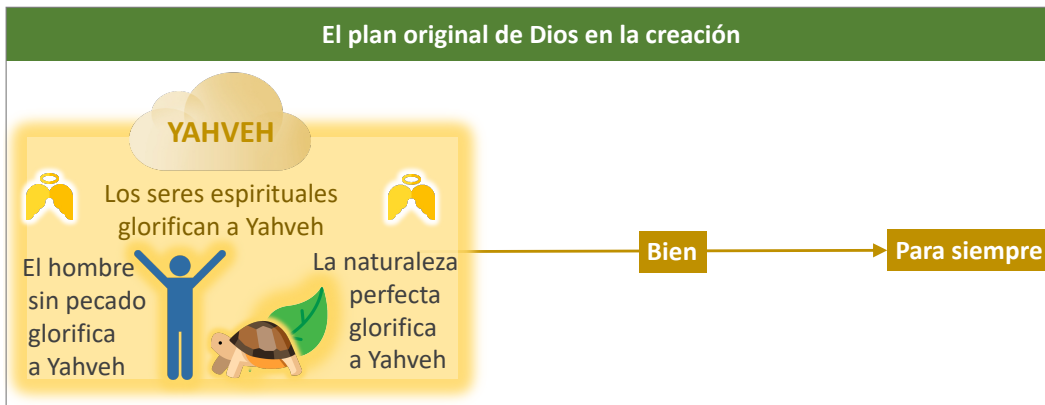 El plan original de Dios en la creación
YAHVEH
Los seres espirituales
glorifican a Yahveh
El hombre
sin pecado
glorifica
a Yahveh
La naturaleza
perfecta
glorifica
a Yahveh
Bien
Para siempre